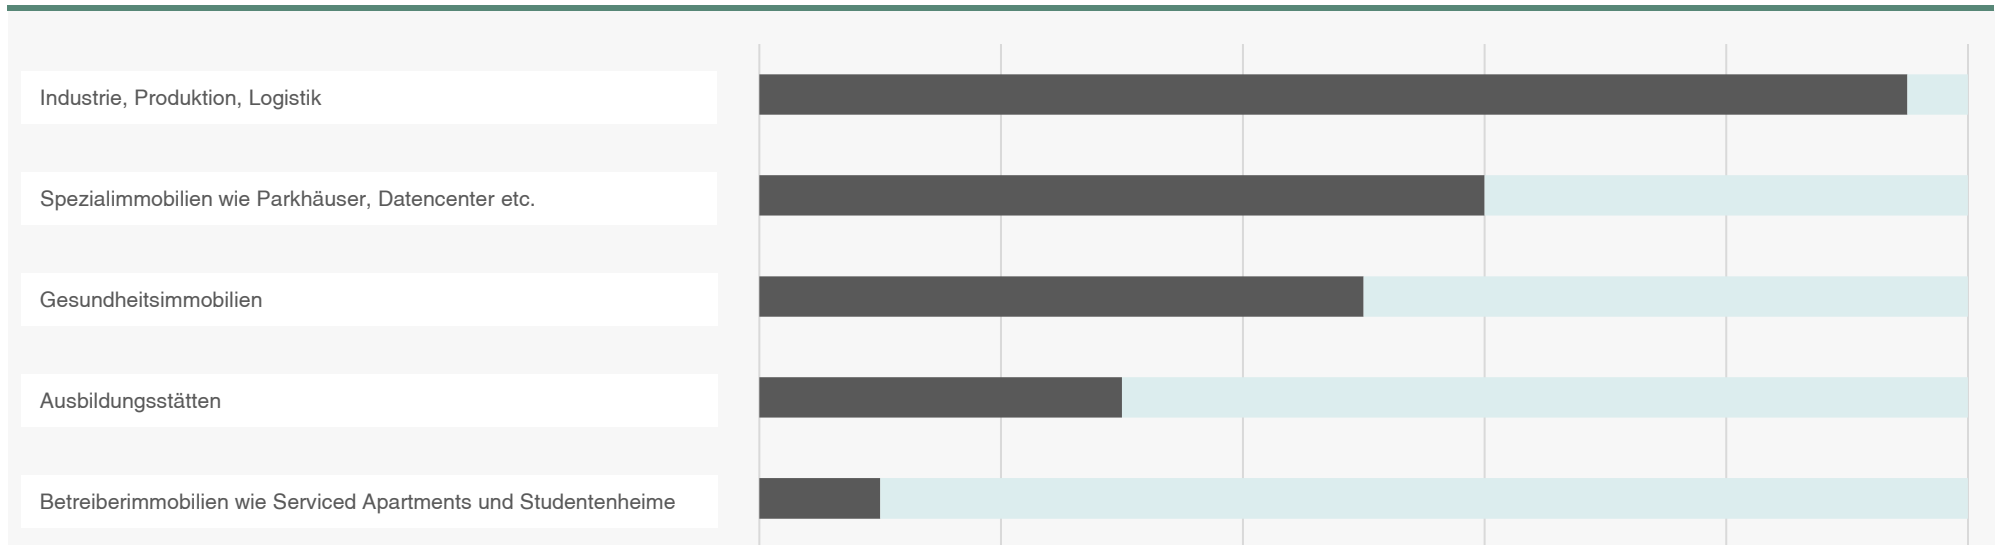 Industrie, Produktion, Logistik
Spezialimmobilien wie Parkhäuser, Datencenter etc.
Gesundheitsimmobilien
Ausbildungsstätten
Betreiberimmobilien wie Serviced Apartments und Studentenheime